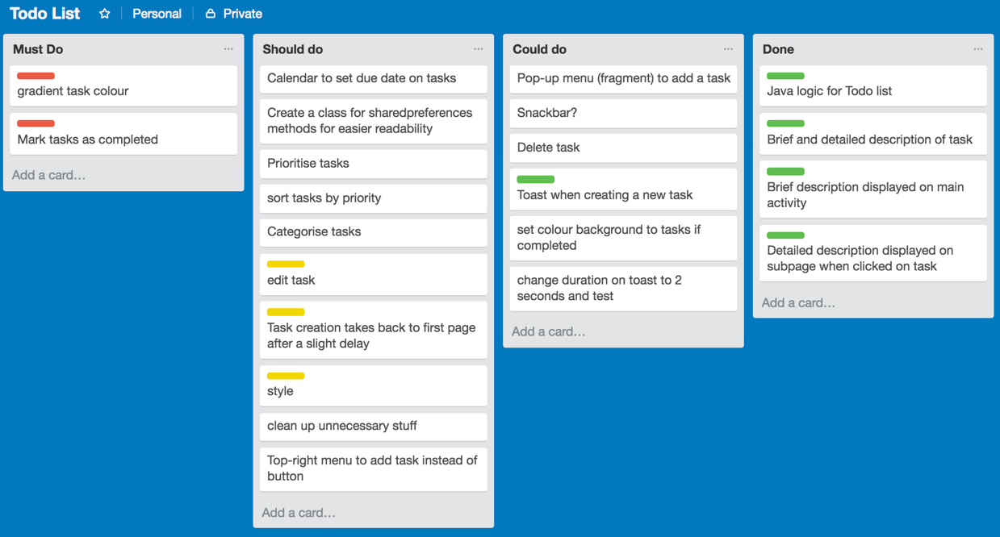 Todo List Personal Private
Must Do
gradient task colour
Mark tasks as completed
Add a card…
Should do
Calendar to set due date on tasks
Create a class for sharedpreferences
methods for easier readability
Prioritise tasks
sort tasks by priority
Categorise tasks
edit task
Task creation takes back to first page
after a slight delay
style
clean up unnecessary stuff
Top-right menu to add task instead of
button
Add a card…
Could do
Pop-up menu (fragment) to add a task
Snackbar?
Delete task
Toast when creating a new task
set colour background to tasks if
completed
change duration on toast to 2
seconds and test
Add a card…
Done
Java logic for Todo list
Brief and detailed description of task
Brief description displayed on main
activity
Detailed description displayed on
subpage when clicked on task
Add a card…